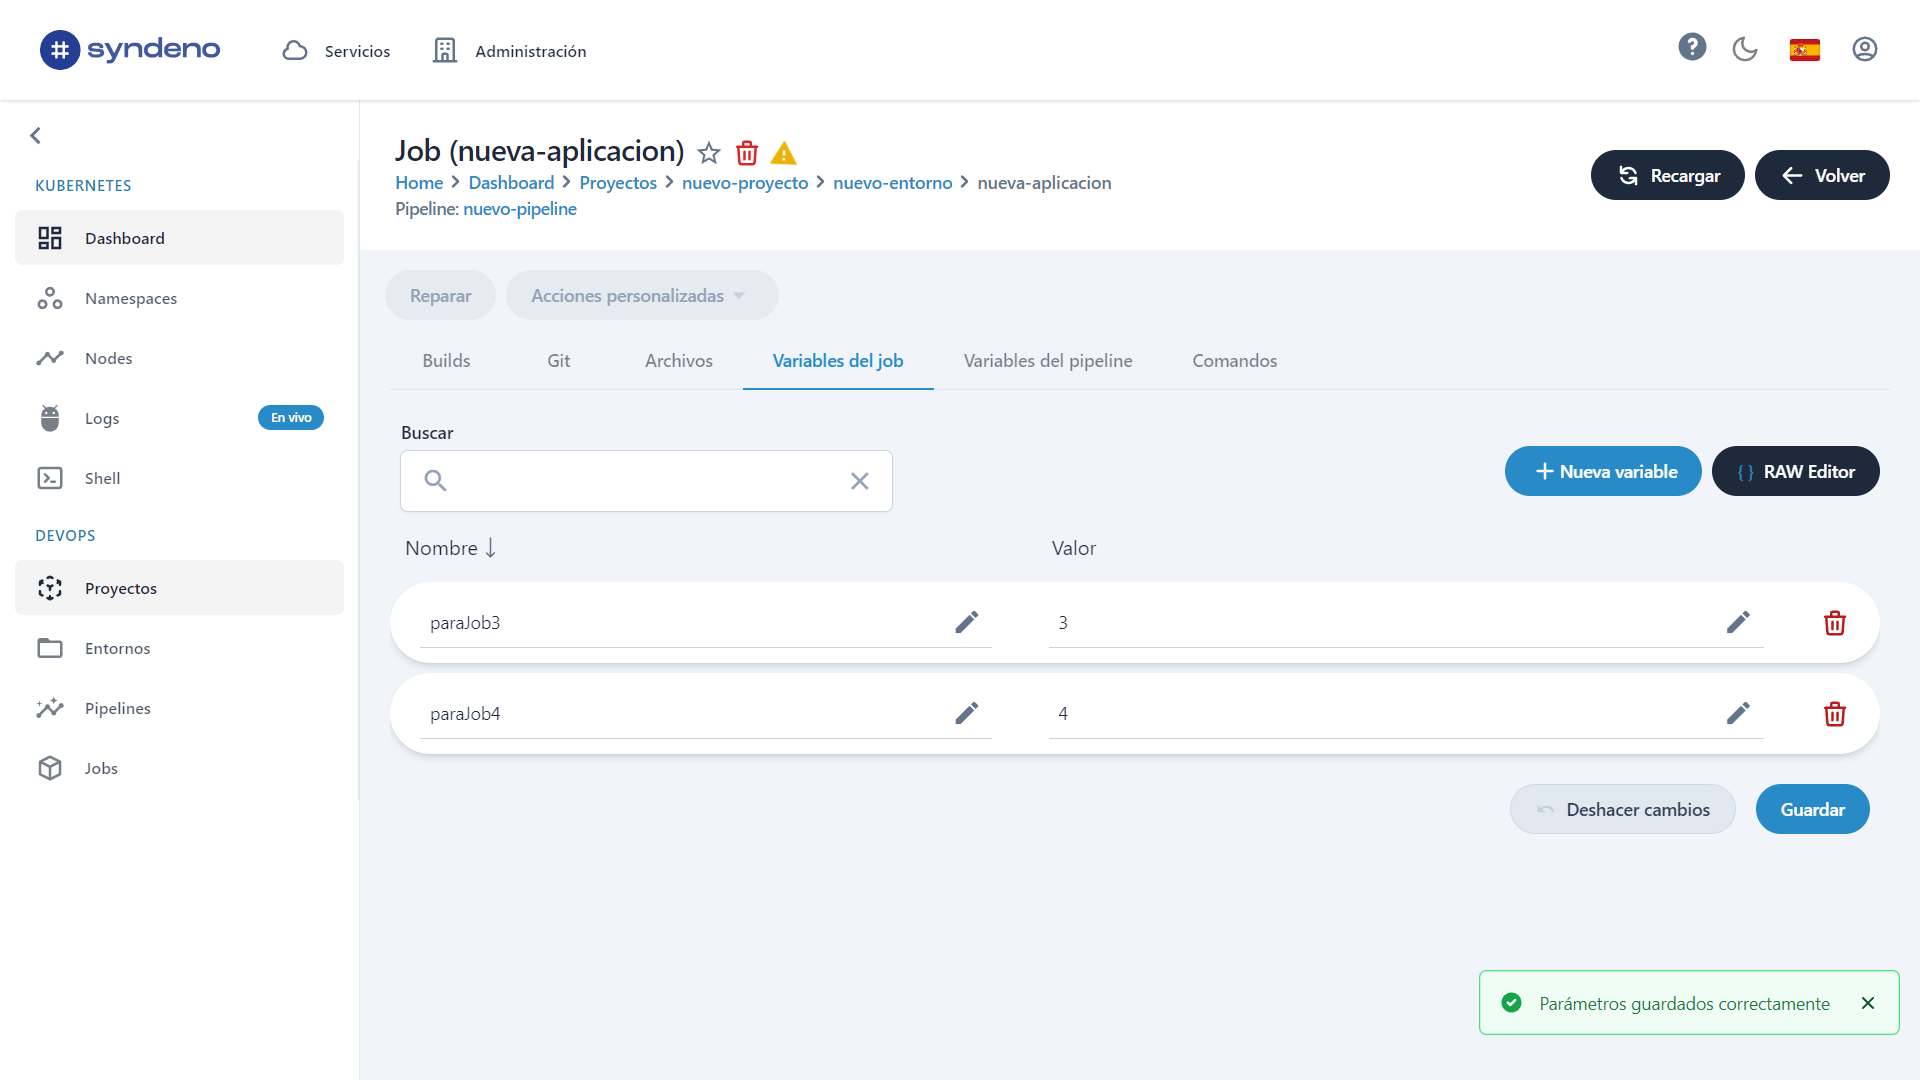 # syndeno
Servicios
Administración
KUBERNETES
Dashboard
Namespaces
Nodes
Logs
En vivo
Shell
DEVOPS
Proyectos
Entornos
Pipelines
Jobs
Job (nueva-aplicacion)
Home > Dashboard > Proyectos > nuevo-proyecto > nuevo-entorno > nueva-aplicacion
Pipeline: nuevo-pipeline
Recargar
Volver
Reparar
Acciones personalizadas
Builds
Git
Archivos
Variables del job
Variables del pipeline
Comandos
Buscar
+ Nueva variable
{ } RAW Editor
Nombre ↓
Valor
paraJob3
3
paraJob4
4
Deshacer cambios
Guardar
Parámetros guardados correctamente